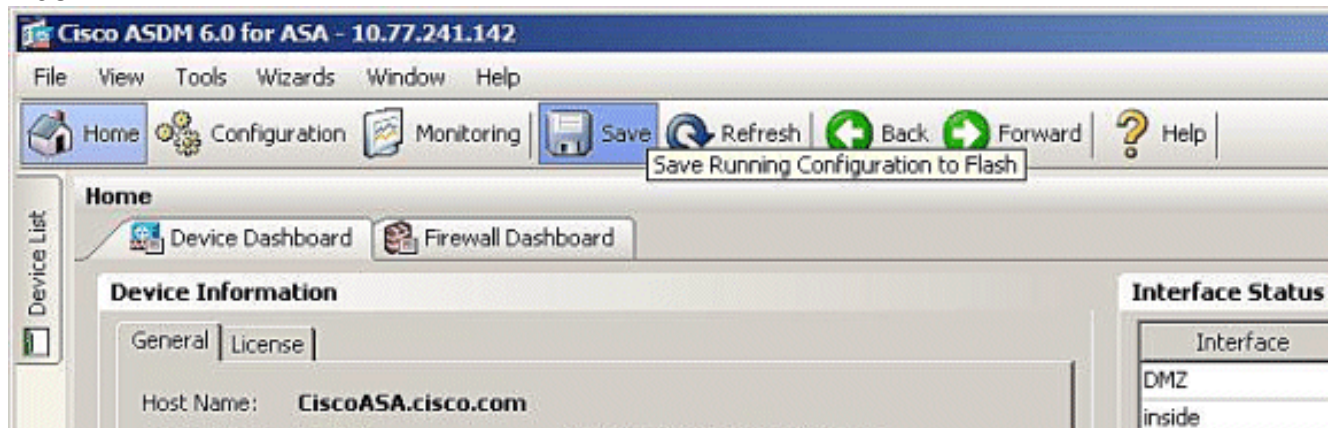 Cisco ASDM 6.0 for ASA - 10.77.241.142
File View Tools Wizards Window Help
Home Configuration Monitoring Save Refresh Back Forward Help
Save Running Configuration to Flash
Device List
Home
Device Dashboard Firewall Dashboard
Device Information
General License
Host Name: CiscoASA.cisco.com
Interface Status
Interface
DMZ
inside